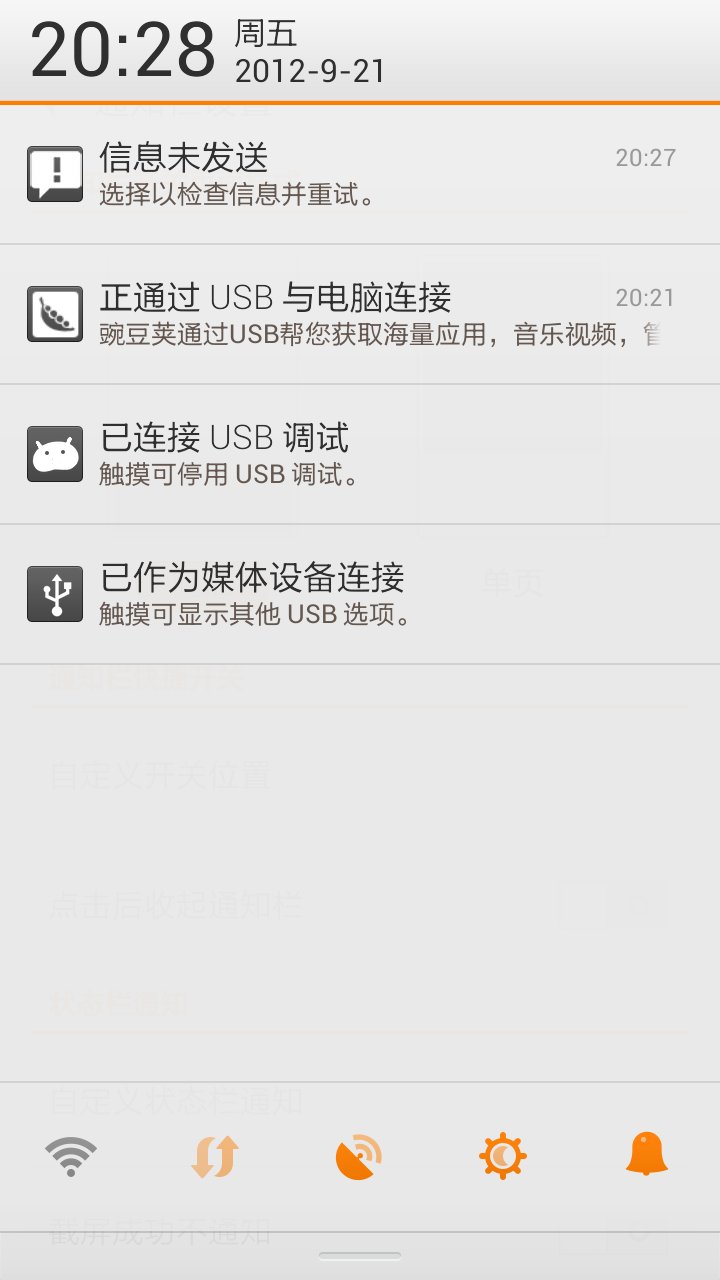 20:28
周五
2012-9-21
信息未发送
20:27
选择以检查信息并重试。
正通过 USB 与电脑连接
20:21
豌豆荚通过USB帮您获取海量应用，音乐视频，管
已连接 USB 调试
触摸可停用 USB 调试。
已作为媒体设备连接
触摸可显示其他 USB 选项。
单页
通知栏快捷开关
自定义开关位置
点击后收起通知栏
状态栏通知
自定义状态栏通知
截屏成功不通知